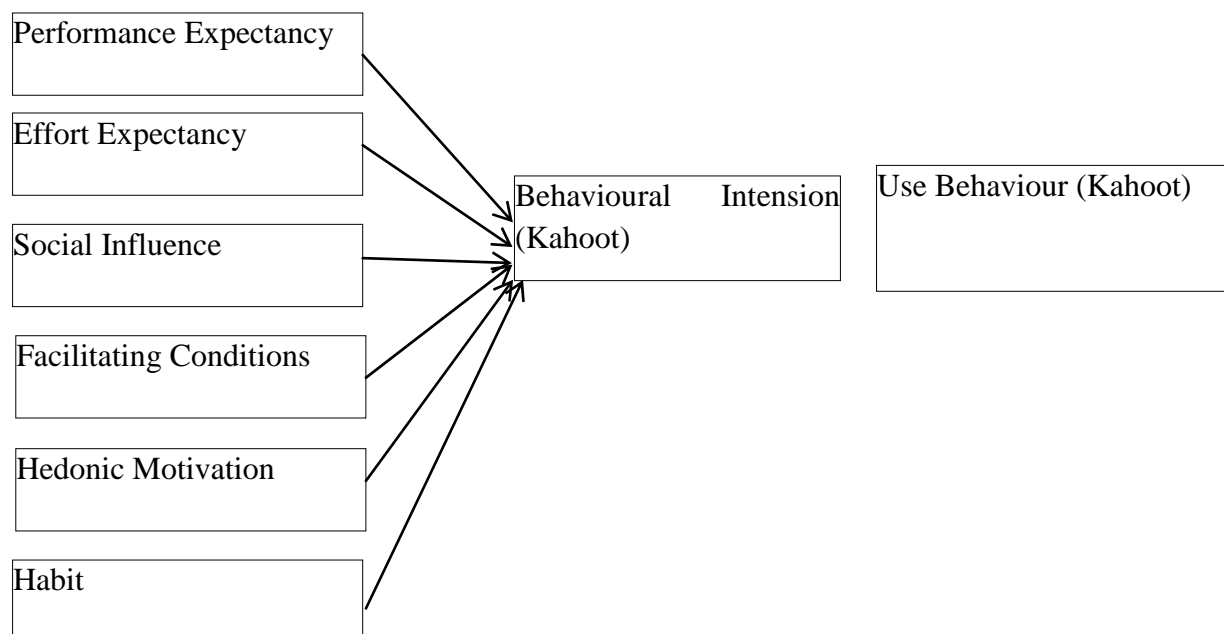 Performance Expectancy
Effort Expectancy
Social Influence
Facilitating Conditions
Hedonic Motivation
Habit
Behavioural Intension
(Kahoot)
Use Behaviour (Kahoot)